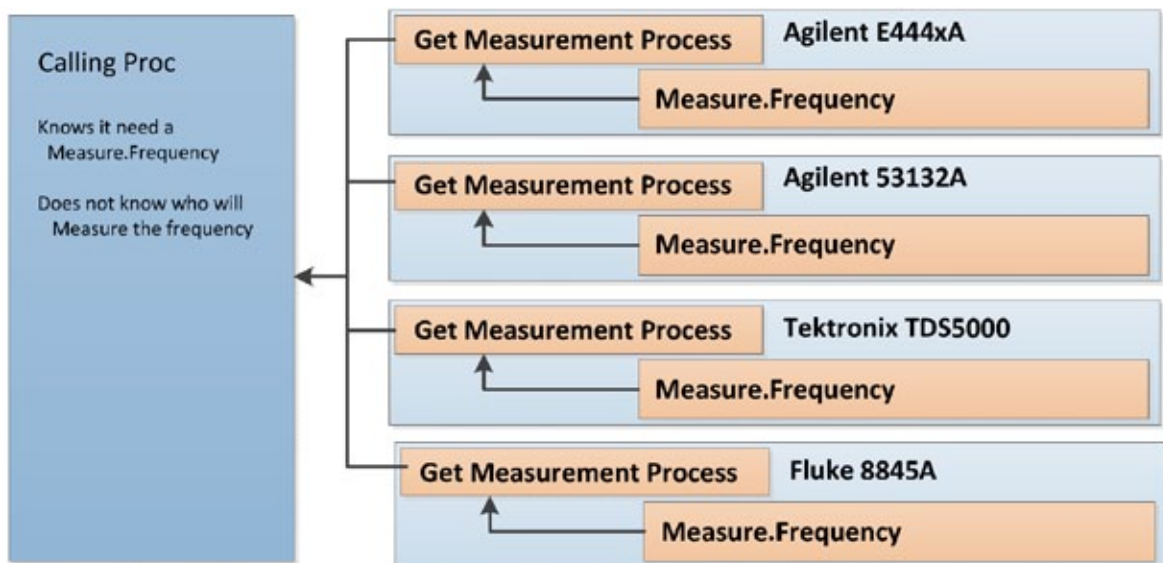 Calling Proc
Knows it need a
Measure.Frequency
Does not know who will
Measure the frequency
Get Measurement Process
Agilent E444xA
Measure.Frequency
Get Measurement Process
Agilent 53132A
Measure.Frequency
Get Measurement Process
Tektronix TDS5000
Measure.Frequency
Get Measurement Process
Fluke 8845A
Measure.Frequency